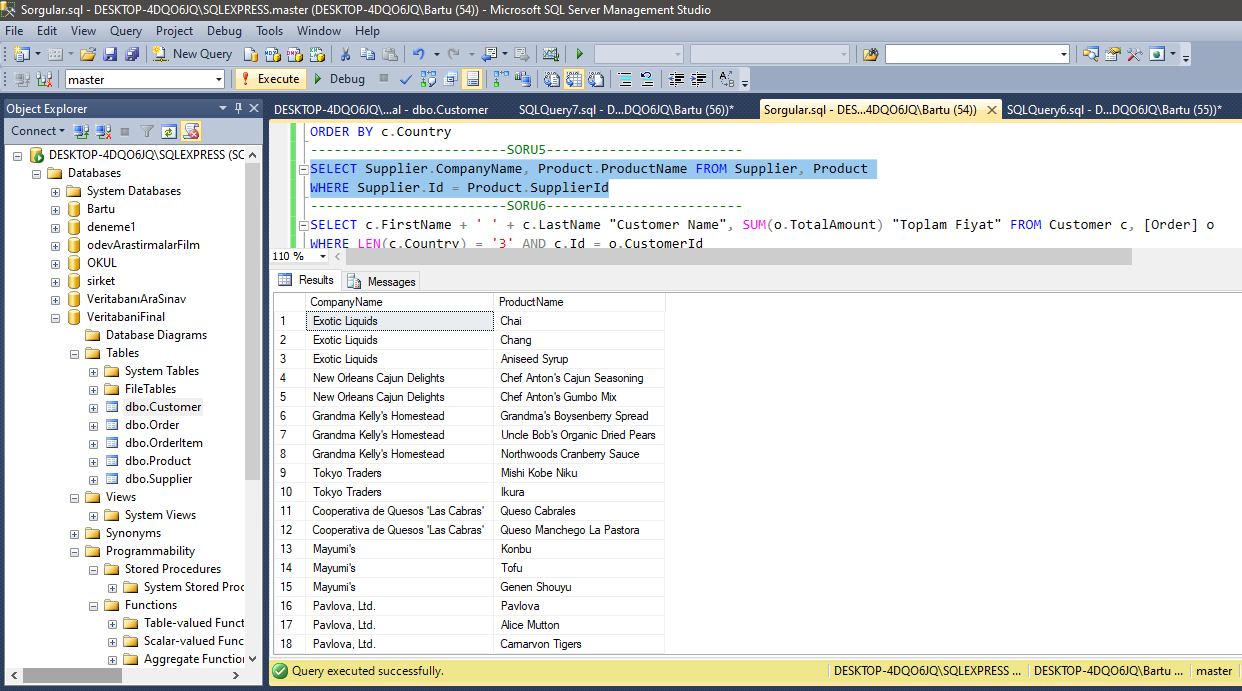 Sorgular.sql - DESKTOP-4DQO6JQ\SQLEXPRESS.master (DESKTOP-4DQO6JQ\Bartu (54)) - Microsoft SQL Server Management Studio
File Edit View Query Project Debug Tools Window Help
New Query
master Execute Debug
Object Explorer
Connect
DESKTOP-4DQO6JQ\SQLEXPRESS (SC
Databases
System Databases
Bartu
deneme1
odevArastirmalarFilm
OKUL
sirket
VeritabanıAraSınav
VeritabaniFinal
Database Diagrams
Tables
System Tables
FileTables
dbo.Customer
dbo.Order
dbo.OrderItem
dbo.Product
dbo.Supplier
Views
System Views
Synonyms
Programmability
Stored Procedures
System Stored Proc
Functions
Table-valued Funct
Scalar-valued Func
Aggregate Function
DESKTOP-4DQO6JQ\...al - dbo.Customer SQLQuery7.sql - D...DQO6JQ\Bartu (56))* Sorgular.sql - DES...4DQO6JQ\Bartu (54)) SQLQuery6.sql - D...DQO6JQ\Bartu (55))*
ORDER BY c.Country
-------------------------SORU5-------------------------
SELECT Supplier.CompanyName, Product.ProductName FROM Supplier, Product
WHERE Supplier.Id = Product.SupplierId
-------------------------SORU6-------------------------
SELECT c.FirstName + ' ' + c.LastName "Customer Name", SUM(o.TotalAmount) "Toplam Fiyat" FROM Customer c, [Order] o
WHERE LEN(c.Country) = '3' AND c.Id = o.CustomerId
110 %
Results Messages
CompanyName ProductName
1 Exotic Liquids Chai
2 Exotic Liquids Chang
3 Exotic Liquids Aniseed Syrup
4 New Orleans Cajun Delights Chef Anton's Cajun Seasoning
5 New Orleans Cajun Delights Chef Anton's Gumbo Mix
6 Grandma Kelly's Homestead Grandma's Boysenberry Spread
7 Grandma Kelly's Homestead Uncle Bob's Organic Dried Pears
8 Grandma Kelly's Homestead Northwoods Cranberry Sauce
9 Tokyo Traders Mishi Kobe Niku
10 Tokyo Traders Ikura
11 Cooperativa de Quesos 'Las Cabras' Queso Cabrales
12 Cooperativa de Quesos 'Las Cabras' Queso Manchego La Pastora
13 Mayumi's Konbu
14 Mayumi's Tofu
15 Mayumi's Genen Shouyu
16 Pavlova, Ltd. Pavlova
17 Pavlova, Ltd. Alice Mutton
18 Pavlova, Ltd. Carnarvon Tigers
Query executed successfully. DESKTOP-4DQO6JQ\SQLEXPRESS ... DESKTOP-4DQO6JQ\Bartu ... master